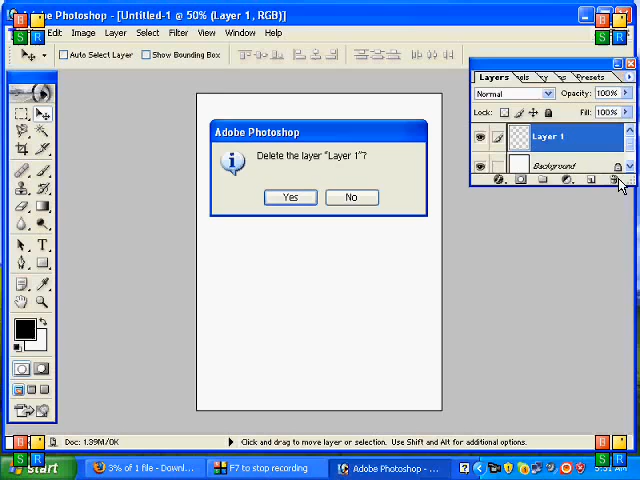 Adobe Photoshop - [Untitled-1 @ 50% (Layer 1, RGB)]
Edit Image Layer Select Filter View Window Help
Auto Select Layer Show Bounding Box
Layers Presets
Normal Opacity: 100%
Lock: Fill: 100%
Layer 1
Background
Adobe Photoshop
Delete the layer "Layer 1"?
Yes No
T
Doc: 1.39M/0K Click and drag to move layer or selection. Use Shift and Alt for additional options.
start 3% of 1 file - Downl... F7 to stop recording Adobe Photoshop - ... 5:31 AM
B
S R
B
S R
B
S R
B
S R